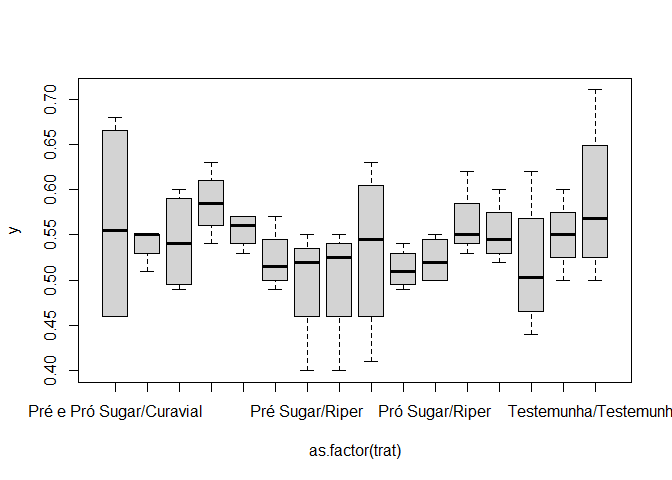 0.70
0.65
0.60
0.55
0.50
0.45
0.40
y
Pré e Pró Sugar/Curavial Pré Sugar/Riper Pró Sugar/Riper Testemunha/Testemunh
as.factor(trat)